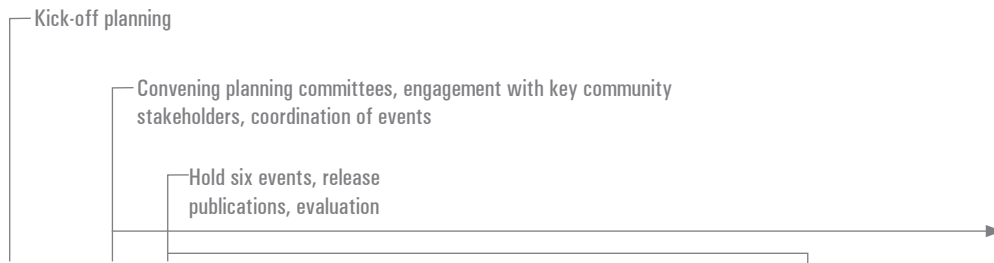 Kick-off planning
Convening planning committees, engagement with key community
stakeholders, coordination of events
Hold six events, release
publications, evaluation